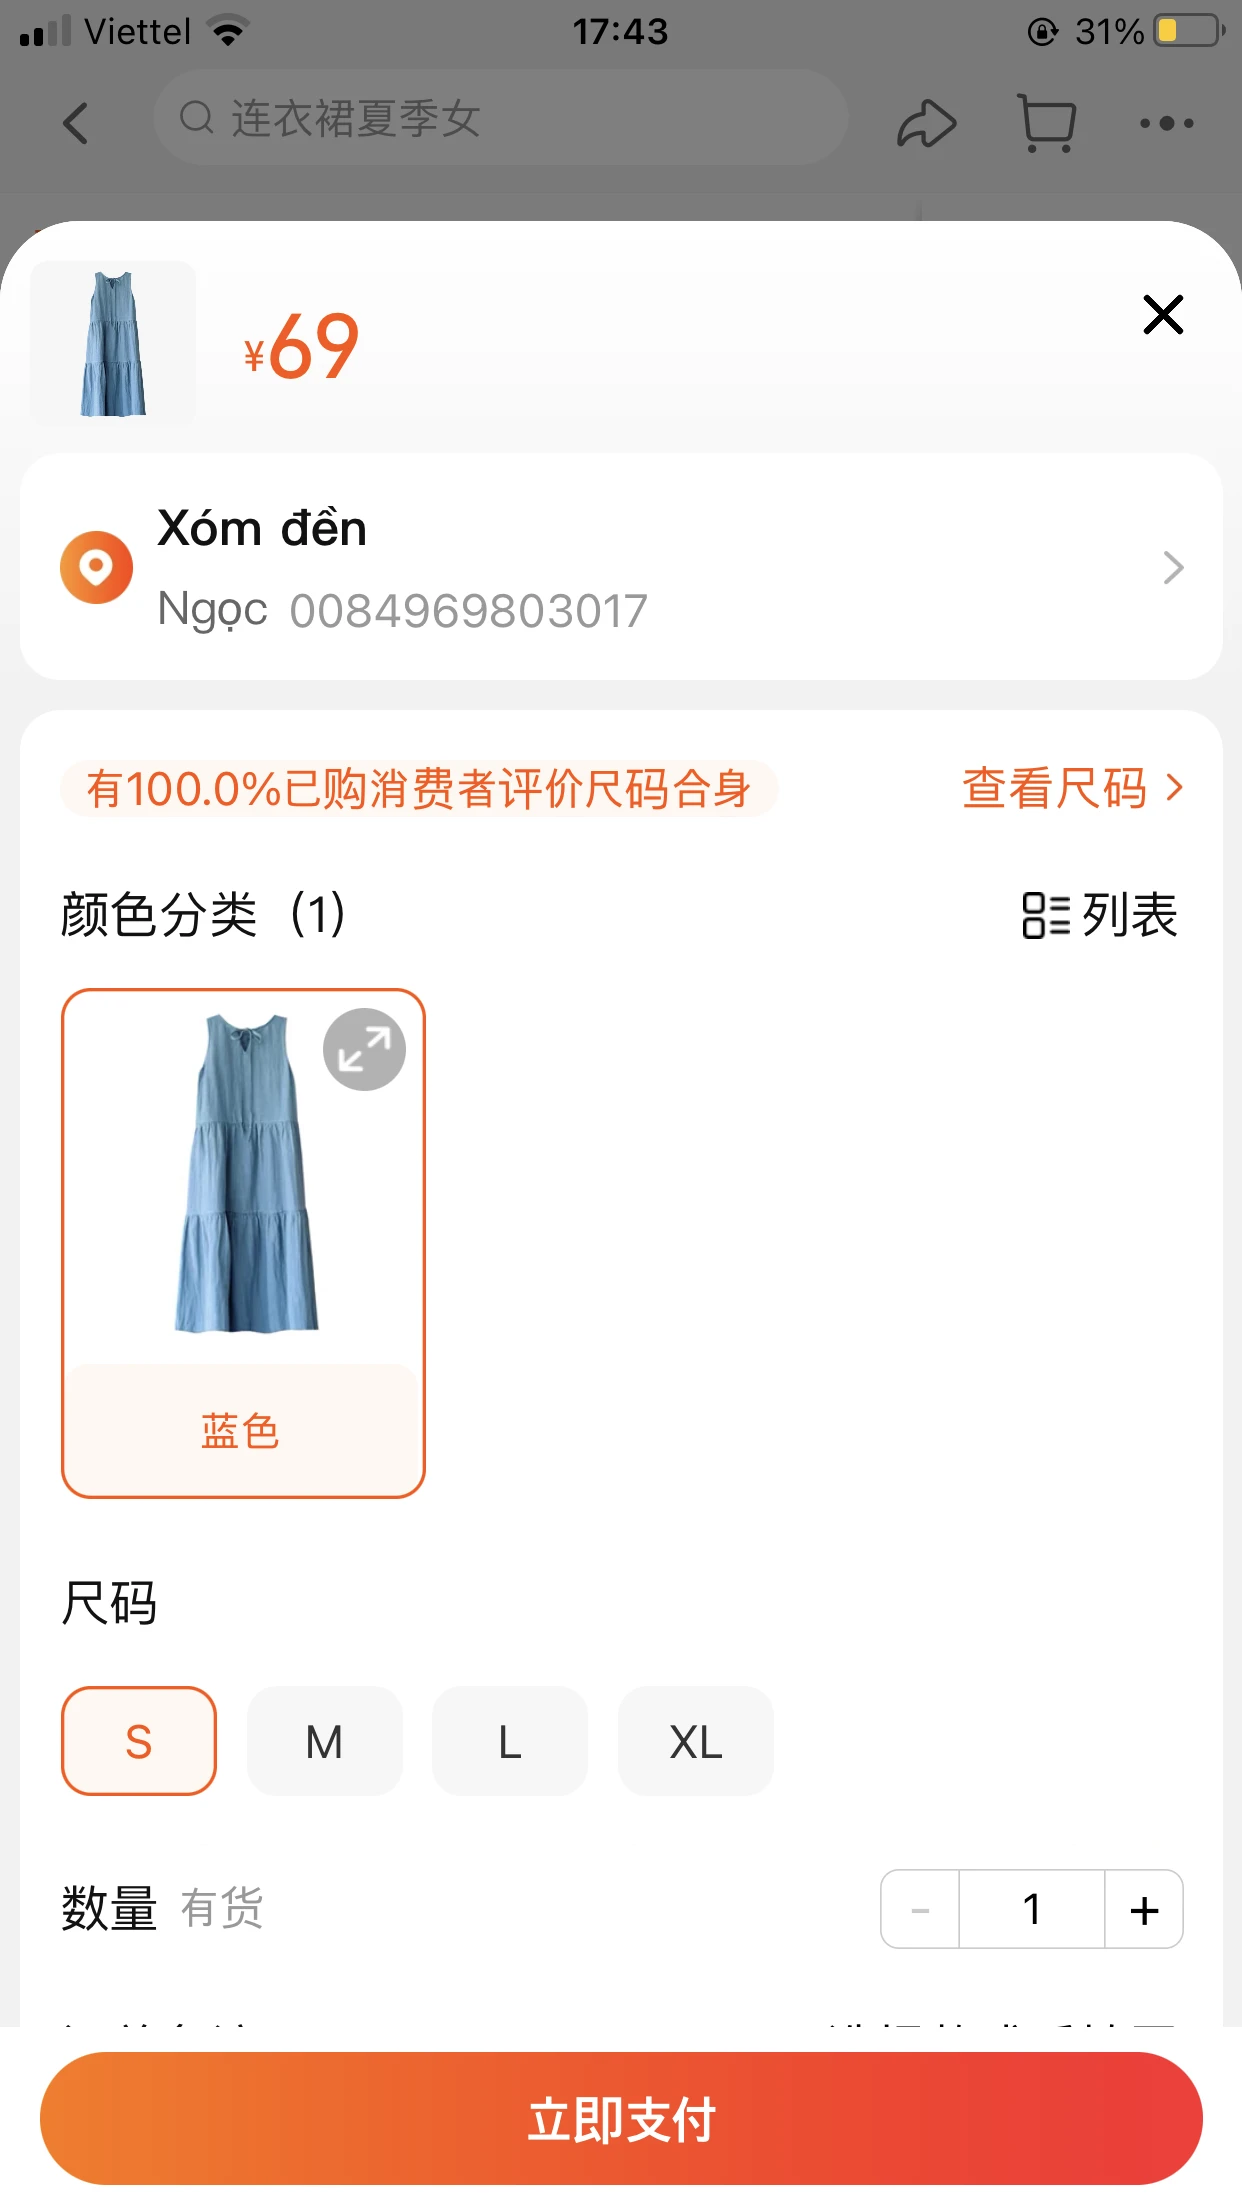 Viettel
17:43
31%
连衣裙夏季女
¥69
Xóm đền
Ngọc 0084969803017
有100.0%已购消费者评价尺码合身
查看尺码
颜色分类 (1)
列表
蓝色
尺码
S M L XL
数量 有货
- 1 +
立即支付